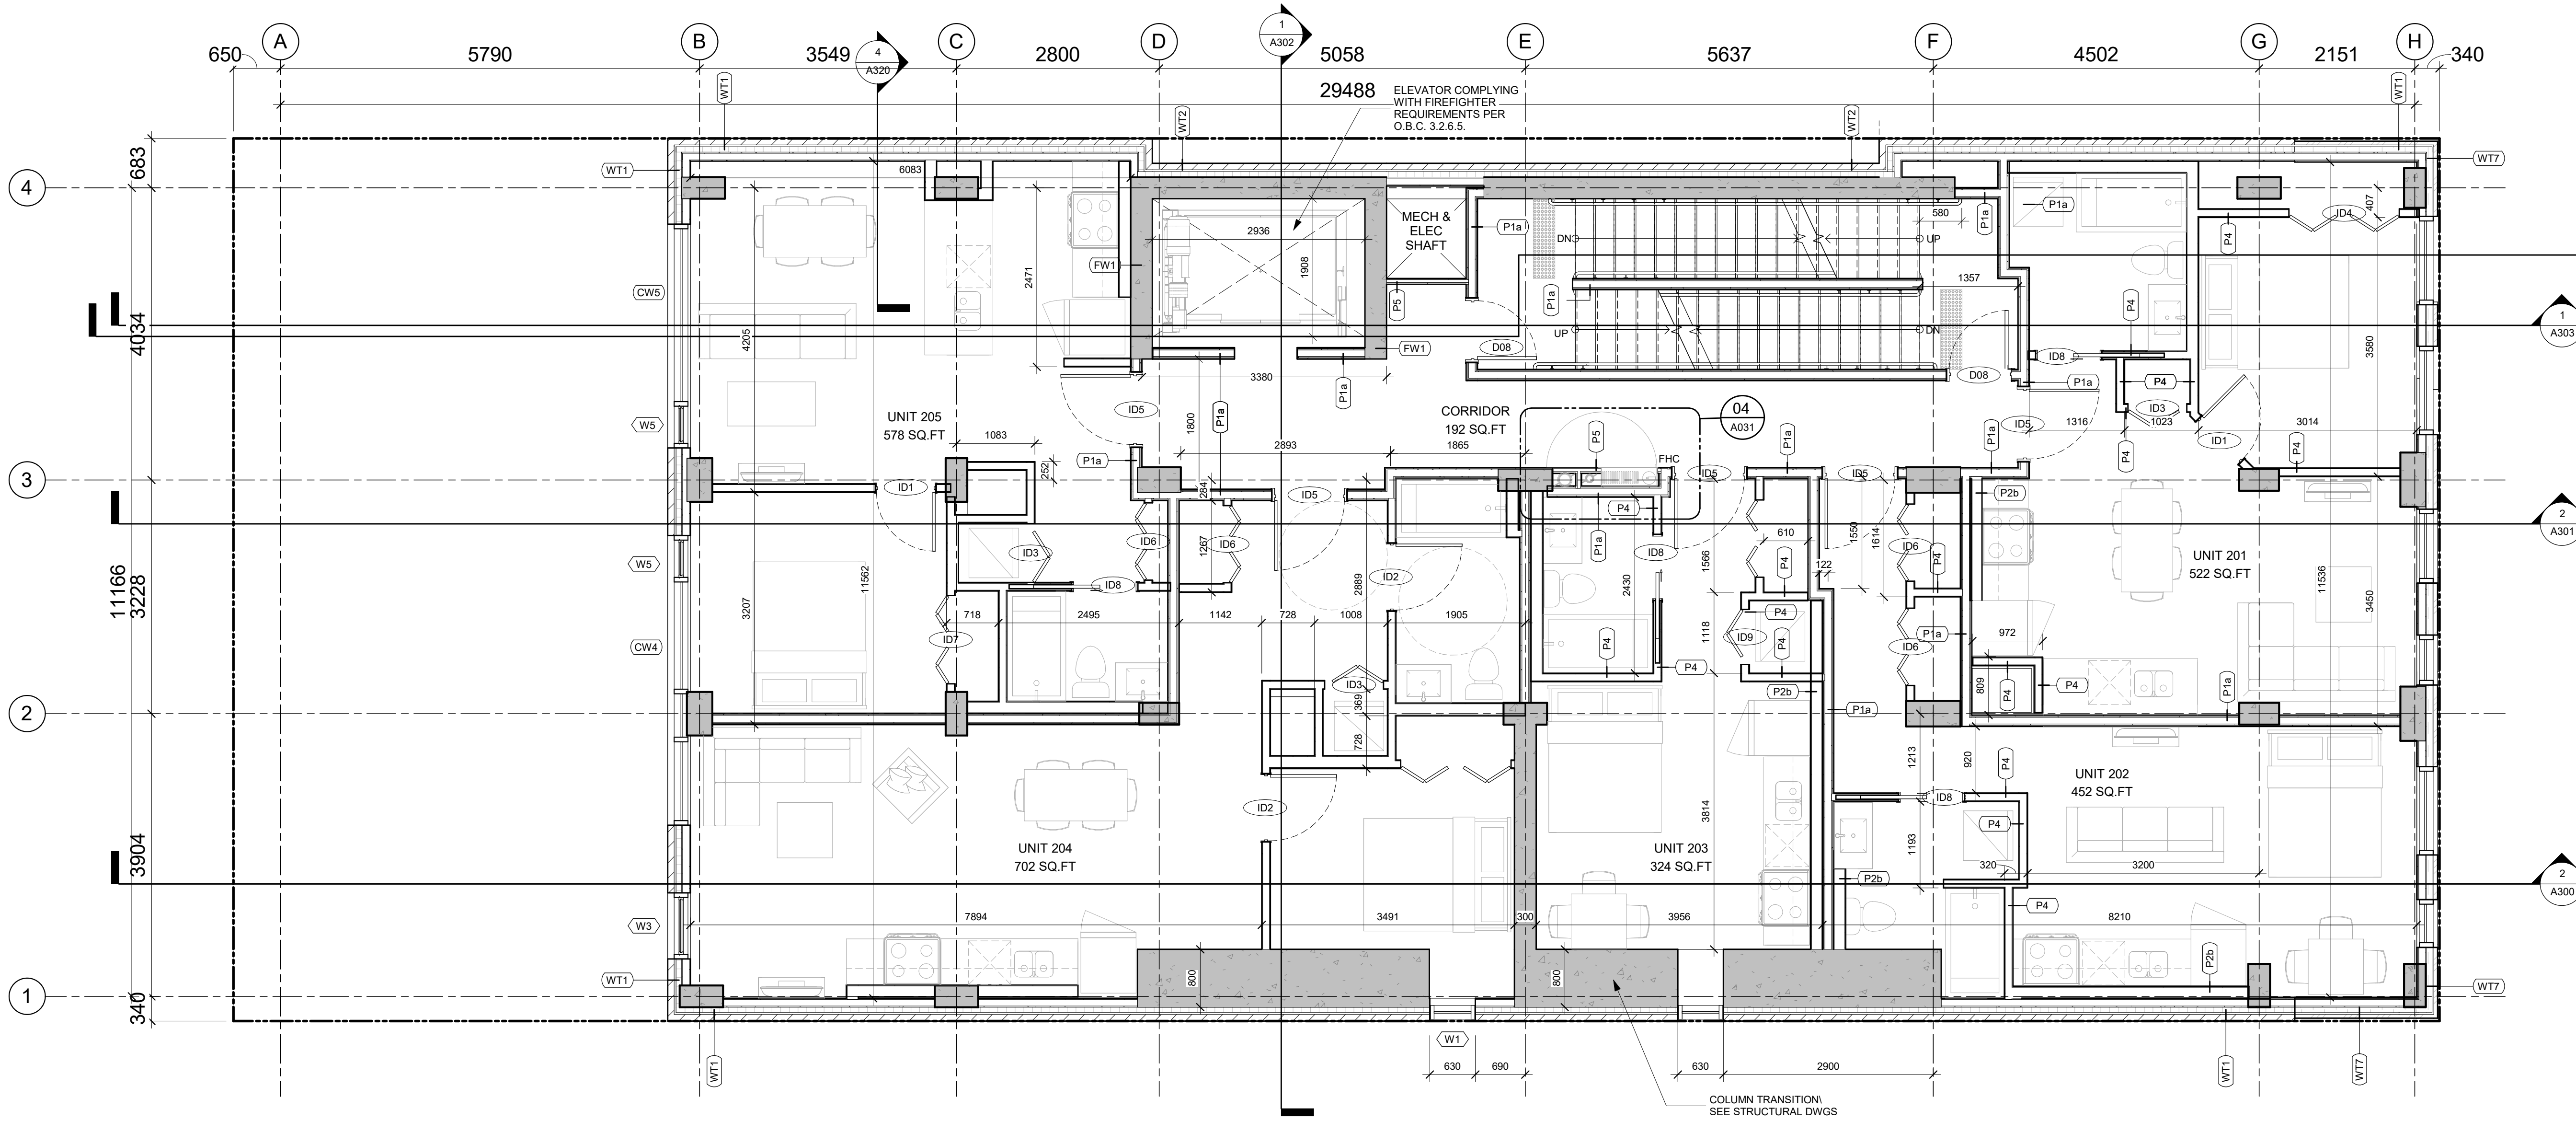 A
B
C
D
E
F
G
H
1
A302
4
A320
650
5790
3549
2800
5058
5637
4502
2151
340
29488
ELEVATOR COMPLYING
WITH FIREFIGHTER
REQUIREMENTS PER
O.B.C. 3.2.6.5.
WT1
WT2
WT2
WT1
683
4
WT1
6083
WT7
407
ID4
P1a
P1a
P4
580
MECH &
ELEC
SHAFT
P1a
DN
UP
2936
1908
FW1
2471
CW5
1357
P5
P1a
P4
4034
4205
UP
DN
1
A303
FW1
D08
3580
ID8
3380
P1a
D08
P1a
P4
ID5
UNIT 205
578 SQ.FT
P1a
1800
CORRIDOR
192 SQ.FT
04
A031
ID3
ID5
1316
1023
3014
W5
1083
2893
1865
P1a
P1a
ID1
P4
P1a
252
P5
FHC
P4
3
ID1
284
ID5
ID5
ID5
P2b
P4
2
A301
ID3
ID6
1267
ID6
P1a
ID8
610
1550
1614
ID6
UNIT 201
522 SQ.FT
W5
ID2
1566
P4
122
P4
11166
3228
11562
ID8
2889
2430
11536
3207
3450
718
2495
1142
728
1008
1905
P4
ID9
P4
P1a
972
ID7
CW4
1118
P4
P4
ID6
ID3
P2b
809
P4
P4
P1a
369
2
P1a
728
1213
920
P4
UNIT 202
452 SQ.FT
ID2
ID8
3814
P4
3904
1193
UNIT 204
702 SQ.FT
UNIT 203
324 SQ.FT
320
3200
P2b
2
A300
P4
W3
7894
3491
300
3956
8210
P2b
WT1
800
800
WT7
1
340
W1
WT1
WT1
WT7
630
690
630
2900
COLUMN TRANSITION\
SEE STRUCTURAL DWGS